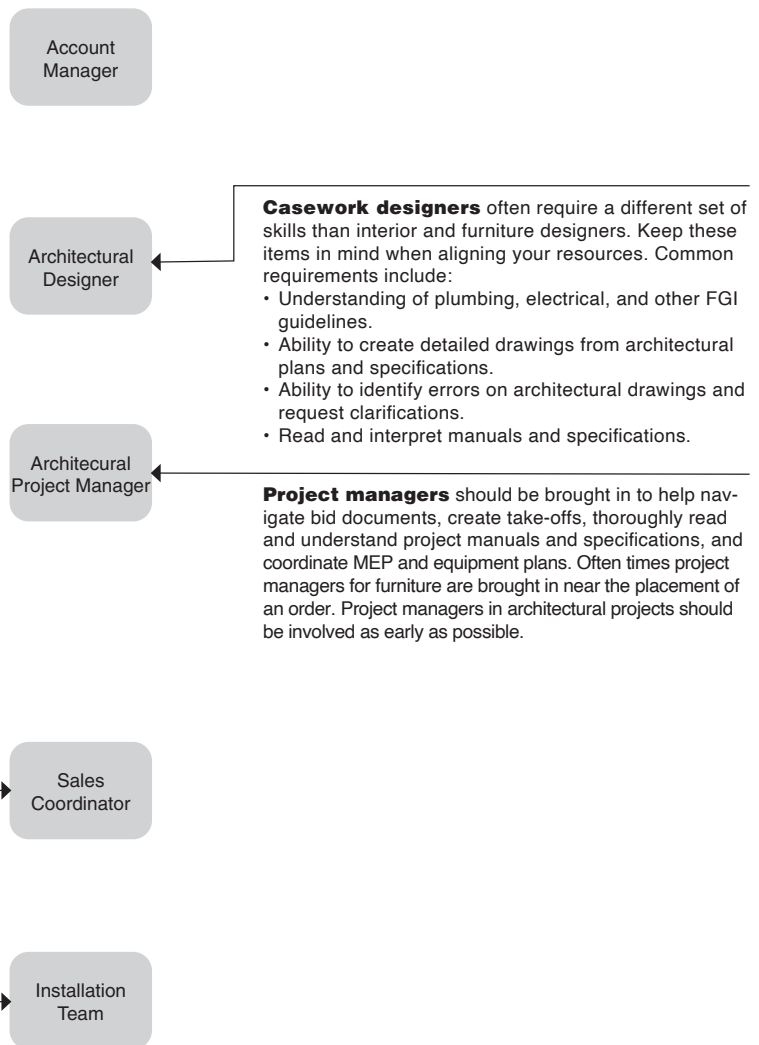 Account
Manager
Architectural
Designer
Casework designers often require a different set of
skills than interior and furniture designers. Keep these
items in mind when aligning your resources. Common
requirements include:
• Understanding of plumbing, electrical, and other FGI
guidelines.
• Ability to create detailed drawings from architectural
plans and specifications.
• Ability to identify errors on architectural drawings and
request clarifications.
• Read and interpret manuals and specifications.
Architecural
Project Manager
Project managers should be brought in to help nav-
igate bid documents, create take-offs, thoroughly read
and understand project manuals and specifications, and
coordinate MEP and equipment plans. Often times project
managers for furniture are brought in near the placement of
an order. Project managers in architectural projects should
be involved as early as possible.
Sales
Coordinator
Installation
Team